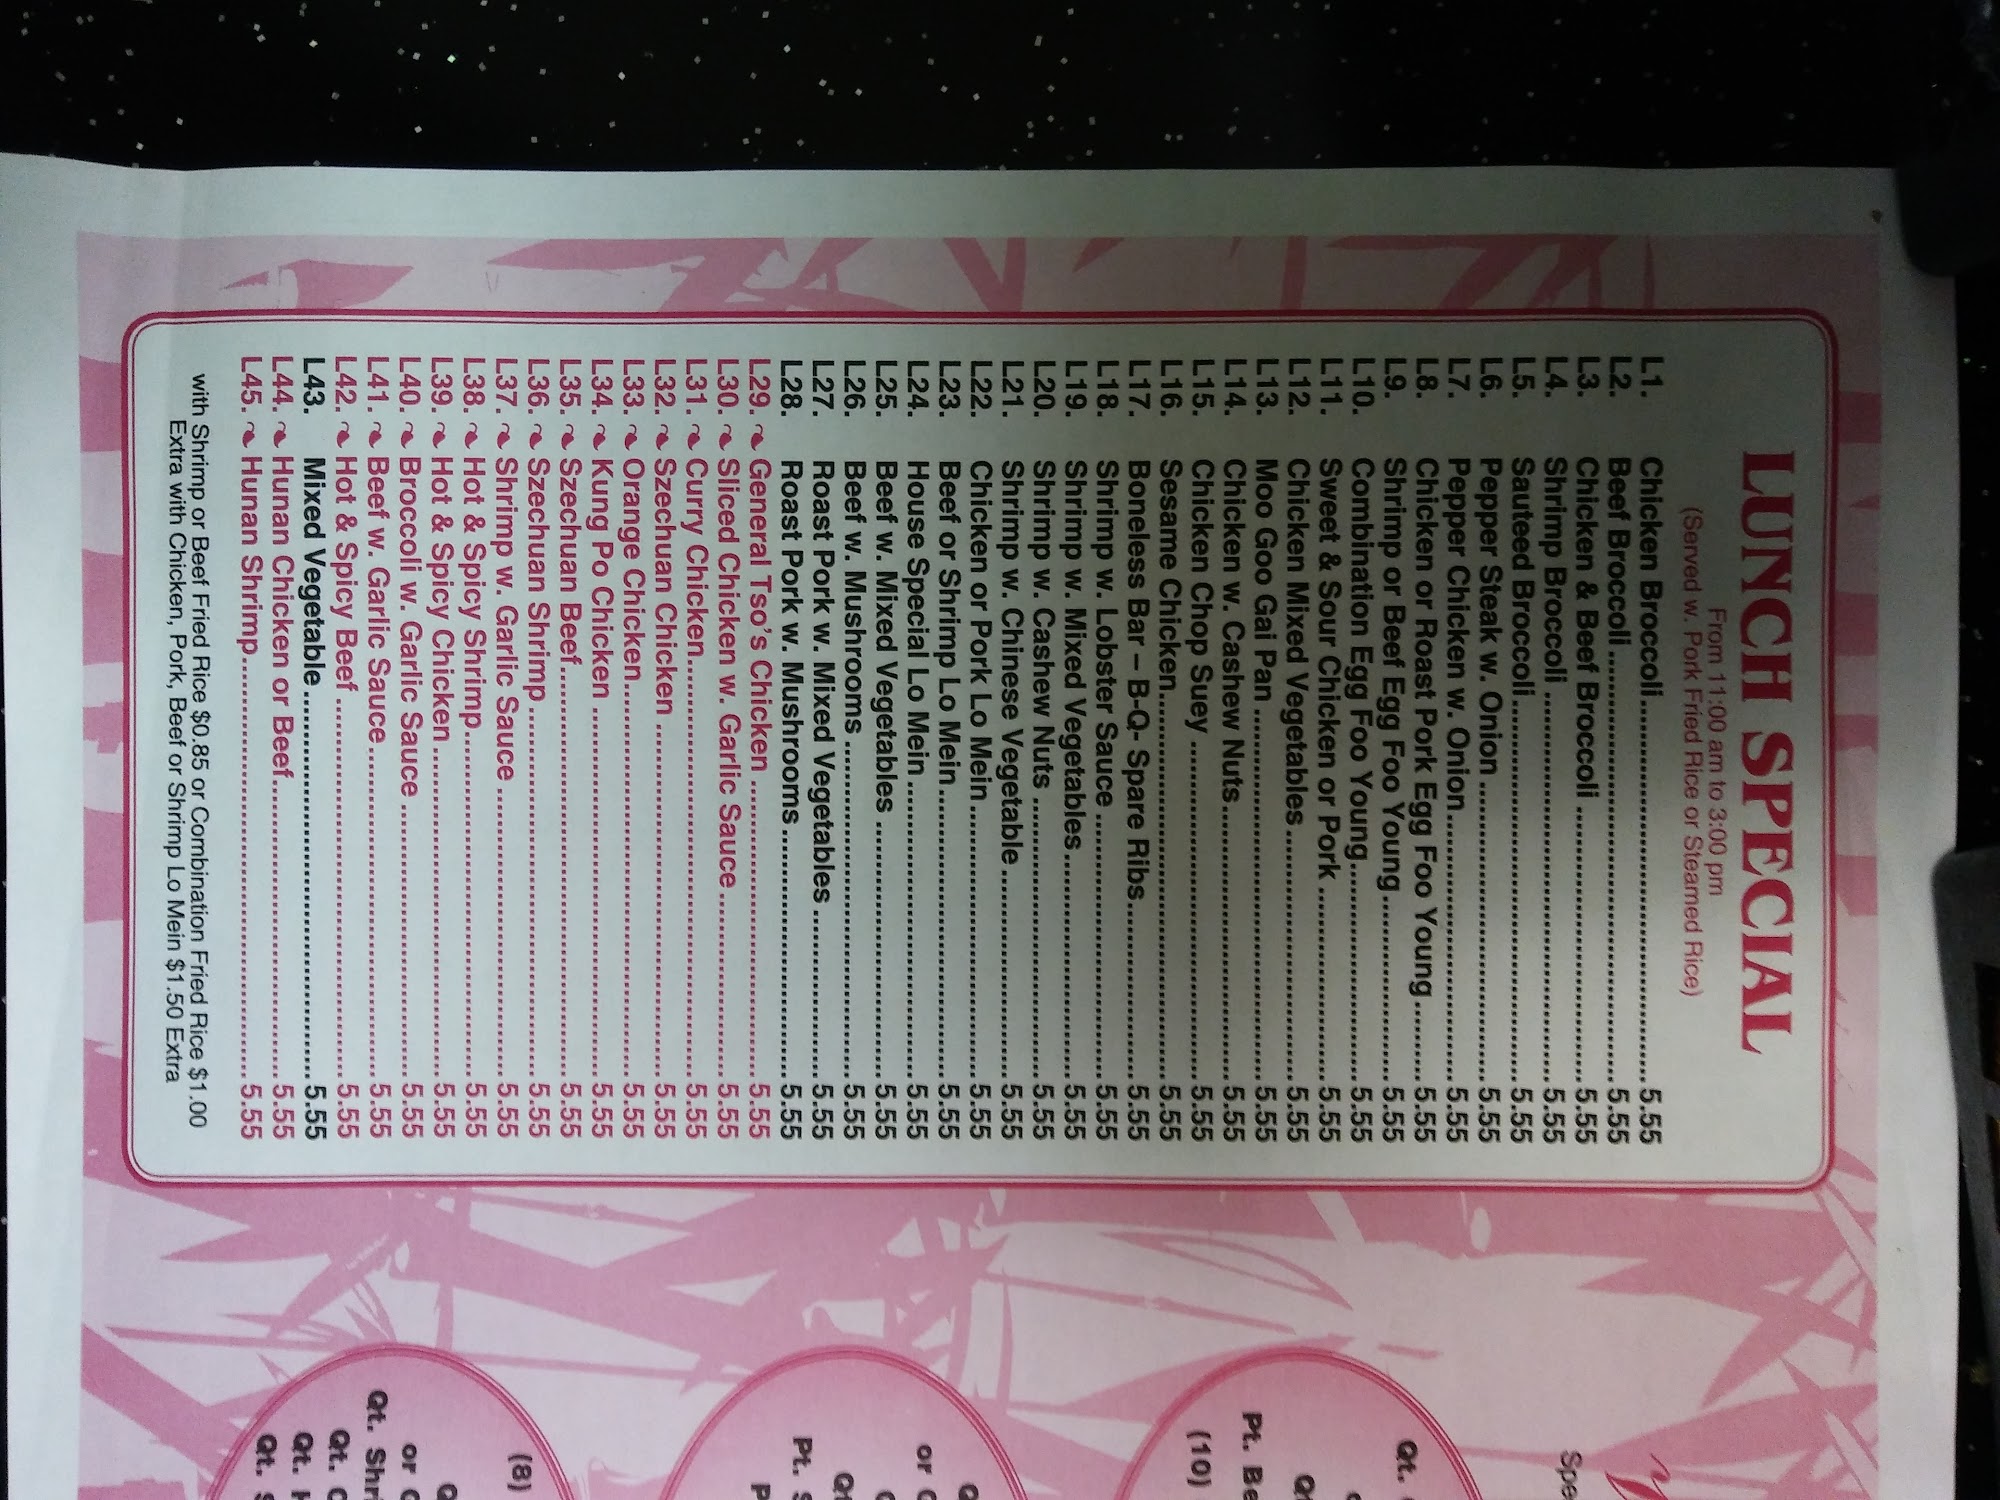 LUNCH SPECIAL
From 11:00 am to 3:00 pm
(Served w. Pork Fried Rice or Steamed Rice)
L1. Chicken Broccoli 5.55
L2. Beef Broccoli 5.55
L3. Chicken & Beef Broccoli 5.55
L4. Shrimp Broccoli 5.55
L5. Sauteed Broccoli 5.55
L6. Pepper Steak w. Onion 5.55
L7. Pepper Chicken w. Onion 5.55
L8. Chicken or Roast Pork Egg Foo Young 5.55
L9. Shrimp or Beef Egg Foo Young 5.55
L10. Combination Egg Foo Young 5.55
L11. Sweet & Sour Chicken or Pork 5.55
L12. Chicken Mixed Vegetables 5.55
L13. Moo Goo Gai Pan 5.55
L14. Chicken w. Cashew Nuts 5.55
L15. Chicken Chop Suey 5.55
L16. Sesame Chicken 5.55
L17. Boneless Bar – B-Q- Spare Ribs 5.55
L18. Shrimp w. Lobster Sauce 5.55
L19. Shrimp w. Mixed Vegetables 5.55
L20. Shrimp w. Cashew Nuts 5.55
L21. Shrimp w. Chinese Vegetable 5.55
L22. Chicken or Pork Lo Mein 5.55
L23. Beef or Shrimp Lo Mein 5.55
L24. House Special Lo Mein 5.55
L25. Beef w. Mixed Vegetables 5.55
L26. Beef w. Mushrooms 5.55
L27. Roast Pork w. Mixed Vegetables 5.55
L28. Roast Pork w. Mushrooms 5.55
L29. General Tso's Chicken 5.55
L30. Sliced Chicken w. Garlic Sauce 5.55
L31. Curry Chicken 5.55
L32. Szechuan Chicken 5.55
L33. Orange Chicken 5.55
L34. Kung Po Chicken 5.55
L35. Szechuan Beef 5.55
L36. Szechuan Shrimp 5.55
L37. Shrimp w. Garlic Sauce 5.55
L38. Hot & Spicy Shrimp 5.55
L39. Hot & Spicy Chicken 5.55
L40. Broccoli w. Garlic Sauce 5.55
L41. Beef w. Garlic Sauce 5.55
L42. Hot & Spicy Beef 5.55
L43. Mixed Vegetable 5.55
L44. Hunan Chicken or Beef 5.55
L45. Hunan Shrimp 5.55
with Shrimp or Beef Fried Rice $0.85 or Combination Fried Rice $1.00
Extra with Chicken, Pork, Beef or Shrimp Lo Mein $1.50 Extra
Spe
Qt.
Pt. Be
(10)
or
Pt.
(8)
or
Qt. Shri
Qt.
Qt.
Qt.